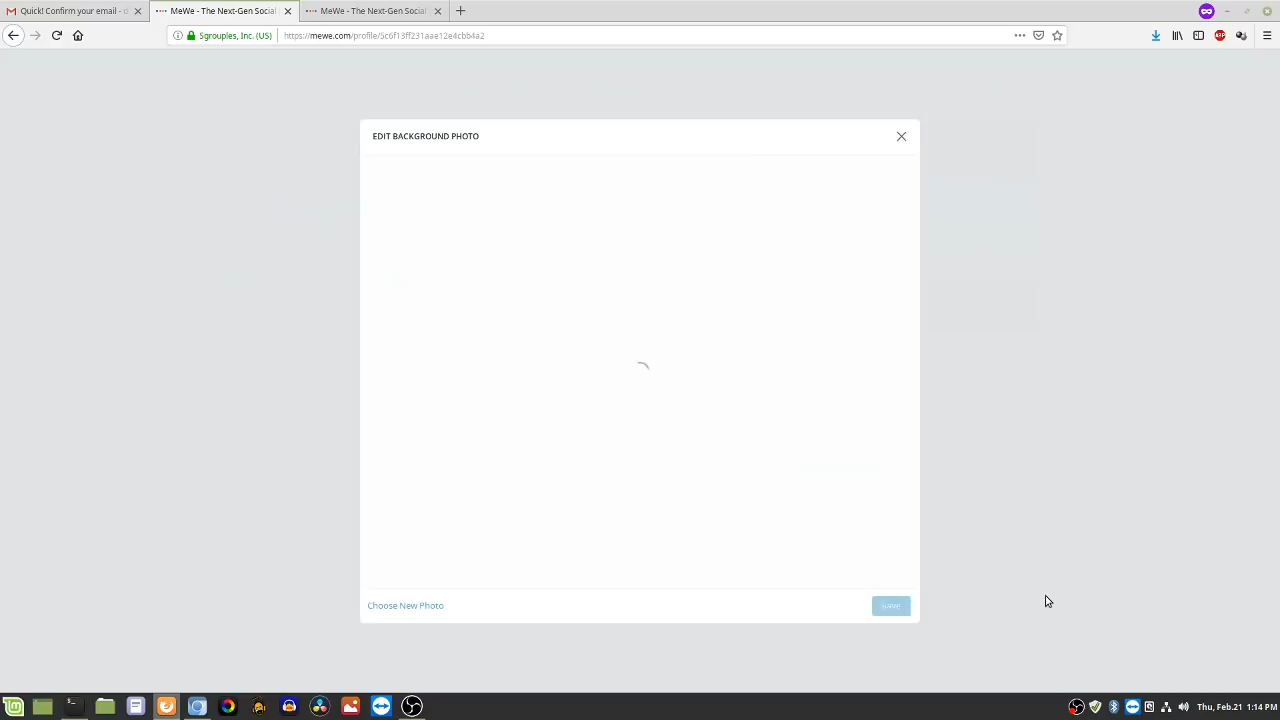 Quick! Confirm your email - d
MeWe - The Next-Gen Social
MeWe - The Next-Gen Social
Sgrouples, Inc. (US)
https://mewe.com/profile/5c6f13ff231aae12e4cbb4a2
ABP
EDIT BACKGROUND PHOTO
Choose New Photo
Save
Thu, Feb.21 1:14 PM